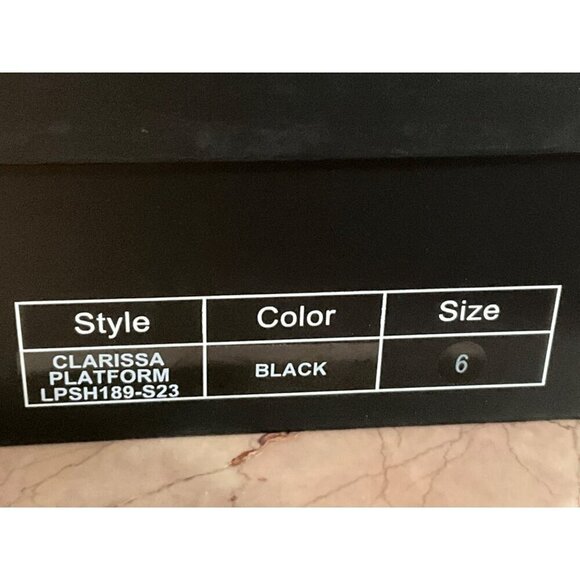 Style Color Size
CLARISSA
PLATFORM
LPSH189-S23
BLACK
6